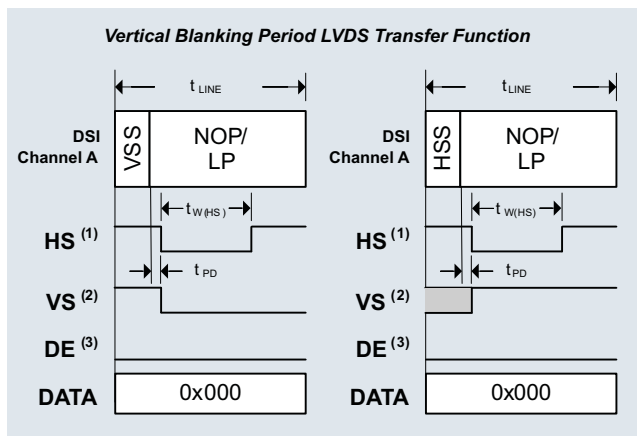 Vertical Blanking Period LVDS Transfer Function
t LINE
t LINE
DSI Channel A
VSS
NOP/ LP
DSI Channel A
HSS
NOP/ LP
t W(HS)
t W(HS)
HS (1)
HS (1)
t PD
t PD
VS (2)
VS (2)
DE (3)
DE (3)
DATA
0x000
DATA
0x000